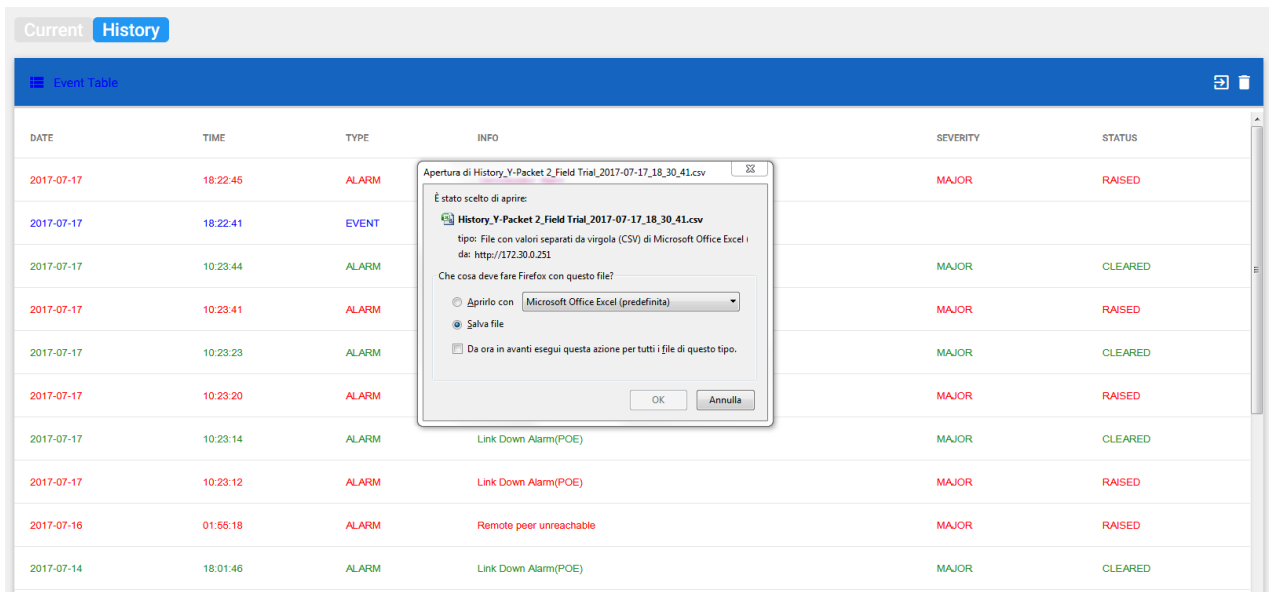 Current History
Event Table
DATE TIME TYPE INFO SEVERITY STATUS
2017-07-17 18:22:45 ALARM MAJOR RAISED
2017-07-17 18:22:41 EVENT
2017-07-17 10:23:44 ALARM MAJOR CLEARED
2017-07-17 10:23:41 ALARM MAJOR RAISED
2017-07-17 10:23:23 ALARM MAJOR CLEARED
2017-07-17 10:23:20 ALARM MAJOR RAISED
2017-07-17 10:23:14 ALARM Link Down Alarm(POE) MAJOR CLEARED
2017-07-17 10:23:12 ALARM Link Down Alarm(POE) MAJOR RAISED
2017-07-16 01:55:18 ALARM Remote peer unreachable MAJOR RAISED
2017-07-14 18:01:46 ALARM Link Down Alarm(POE) MAJOR CLEARED
Apertura di History_Y-Packet 2_Field Trial_2017-07-17_18_30_41.csv
È stato scelto di aprire:
History_Y-Packet 2_Field Trial_2017-07-17_18_30_41.csv
tipo: File con valori separati da virgola (CSV) di Microsoft Office Excel (
da: http://172.30.0.251
Che cosa deve fare Firefox con questo file?
Aprirlo con Microsoft Office Excel (predefinita)
Salva file
Da ora in avanti esegui questa azione per tutti i file di questo tipo.
OK Annulla